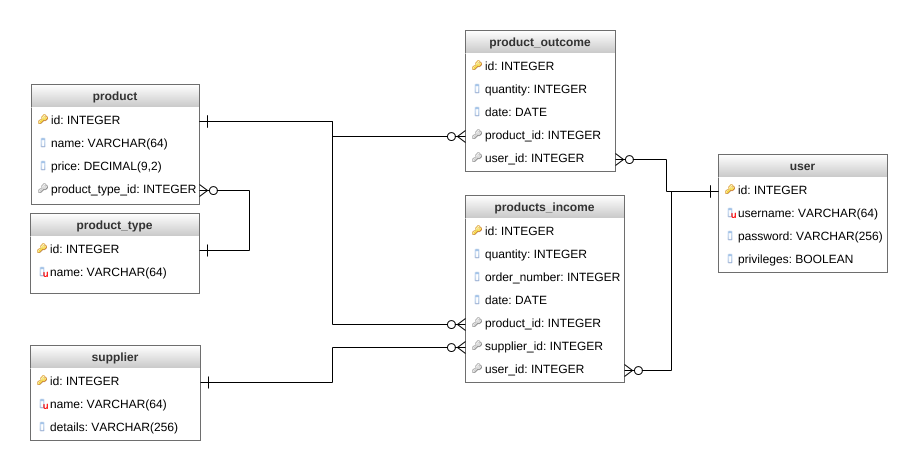 product
id: INTEGER
name: VARCHAR(64)
price: DECIMAL(9,2)
product_type_id: INTEGER
product_type
id: INTEGER
name: VARCHAR(64)
supplier
id: INTEGER
name: VARCHAR(64)
details: VARCHAR(256)
product_outcome
id: INTEGER
quantity: INTEGER
date: DATE
product_id: INTEGER
user_id: INTEGER
products_income
id: INTEGER
quantity: INTEGER
order_number: INTEGER
date: DATE
product_id: INTEGER
supplier_id: INTEGER
user_id: INTEGER
user
id: INTEGER
username: VARCHAR(64)
password: VARCHAR(256)
privileges: BOOLEAN